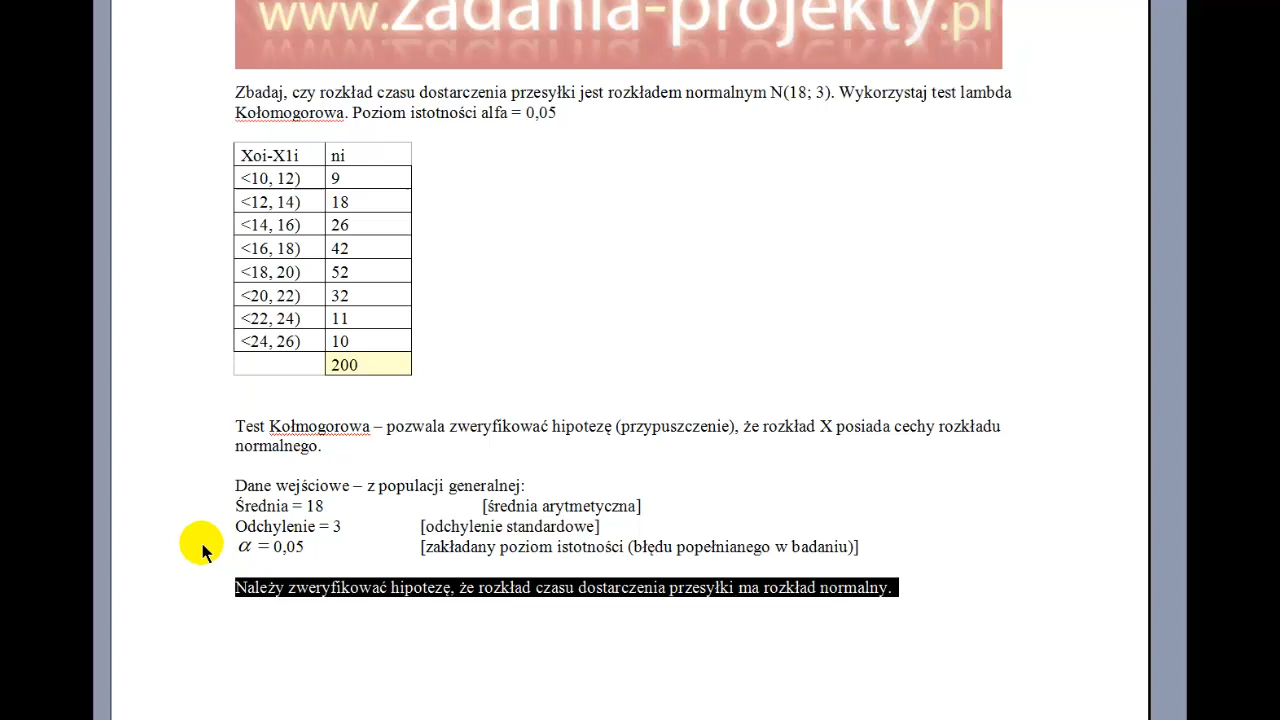 www.zadania-projekty.pl
Zbadaj, czy rozkład czasu dostarczenia przesyłki jest rozkładem normalnym N(18; 3). Wykorzystaj test lambda
Kołomogorowa. Poziom istotności alfa = 0,05
Xoi-X1i ni
<10, 12) 9
<12, 14) 18
<14, 16) 26
<16, 18) 42
<18, 20) 52
<20, 22) 32
<22, 24) 11
<24, 26) 10
200
Test Kołmogorowa – pozwala zweryfikować hipotezę (przypuszczenie), że rozkład X posiada cechy rozkładu
normalnego.
Dane wejściowe – z populacji generalnej:
Średnia = 18 [średnia arytmetyczna]
Odchylenie = 3 [odchylenie standardowe]
α = 0,05 [zakładany poziom istotności (błędu popełnianego w badaniu)]
Należy zweryfikować hipotezę, że rozkład czasu dostarczenia przesyłki ma rozkład normalny.